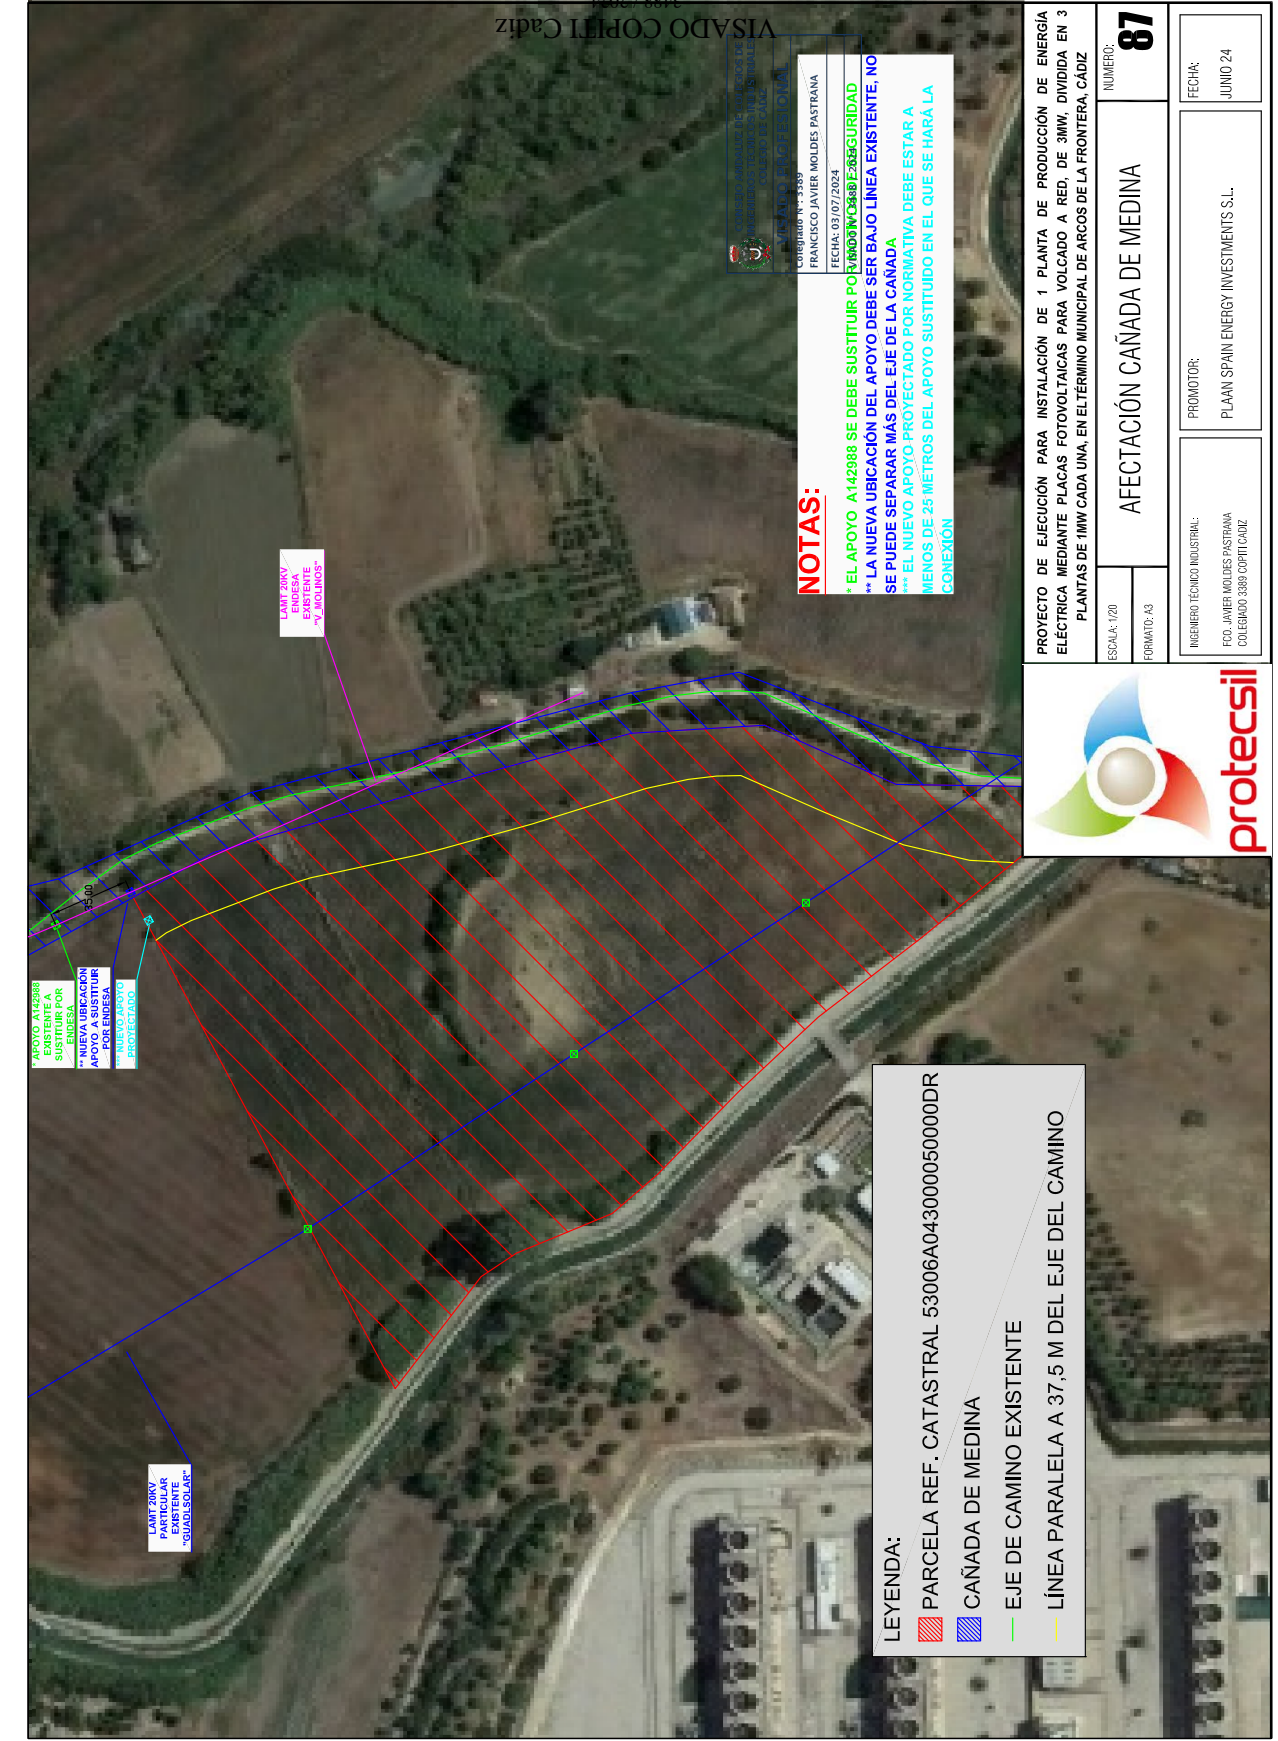 VISADO COPITI Cadiz
VISADO PROFESIONAL
Colegiado Nº: 3389
FRANCISCO JAVIER MOLDES PASTRANA
FECHA: 03/07/2024
NOTAS:
* EL APOYO A142988 SE DEBE SUSTITUIR POR MOTIVOS DE SEGURIDAD
** LA NUEVA UBICACIÓN DEL APOYO DEBE SER BAJO LÍNEA EXISTENTE, NO
SE PUEDE SEPARAR MÁS DEL EJE DE LA CAÑADA
*** EL NUEVO APOYO PROYECTADO POR NORMATIVA DEBE ESTAR A
MENOS DE 25 METROS DEL APOYO SUSTITUIDO EN EL QUE SE HARÁ LA
CONEXIÓN
LAMT 20KV
ENDESA
EXISTENTE
"V_MOLINOS"
35,00
* APOYO A142988
EXISTENTE A
SUSTITUIR POR
ENDESA
** NUEVA UBICACIÓN
APOYO A SUSTITUIR
POR ENDESA
*** NUEVO APOYO
PROYECTADO
LAMT 20KV
PARTICULAR
EXISTENTE
"GUADLSOLAR"
LEYENDA:
PARCELA REF. CATASTRAL 53006A043000050000DR
CAÑADA DE MEDINA
EJE DE CAMINO EXISTENTE
LÍNEA PARALELA A 37,5 M DEL EJE DEL CAMINO
protecsil
PROYECTO DE EJECUCIÓN PARA INSTALACIÓN DE 1 PLANTA DE PRODUCCIÓN DE ENERGÍA
ELÉCTRICA MEDIANTE PLACAS FOTOVOLTAICAS PARA VOLCADO A RED, DE 3MW, DIVIDIDA EN 3
PLANTAS DE 1MW CADA UNA, EN EL TÉRMINO MUNICIPAL DE ARCOS DE LA FRONTERA, CÁDIZ
ESCALA: 1/20
FORMATO: A3
AFECTACIÓN CAÑADA DE MEDINA
NUMERO:
87
INGENIERO TÉCNICO INDUSTRIAL:
FCO. JAVIER MOLDES PASTRANA
COLEGIADO 3389 COPITI CADIZ
PROMOTOR:
PLAAN SPAIN ENERGY INVESTMENTS S.L.
FECHA:
JUNIO 24